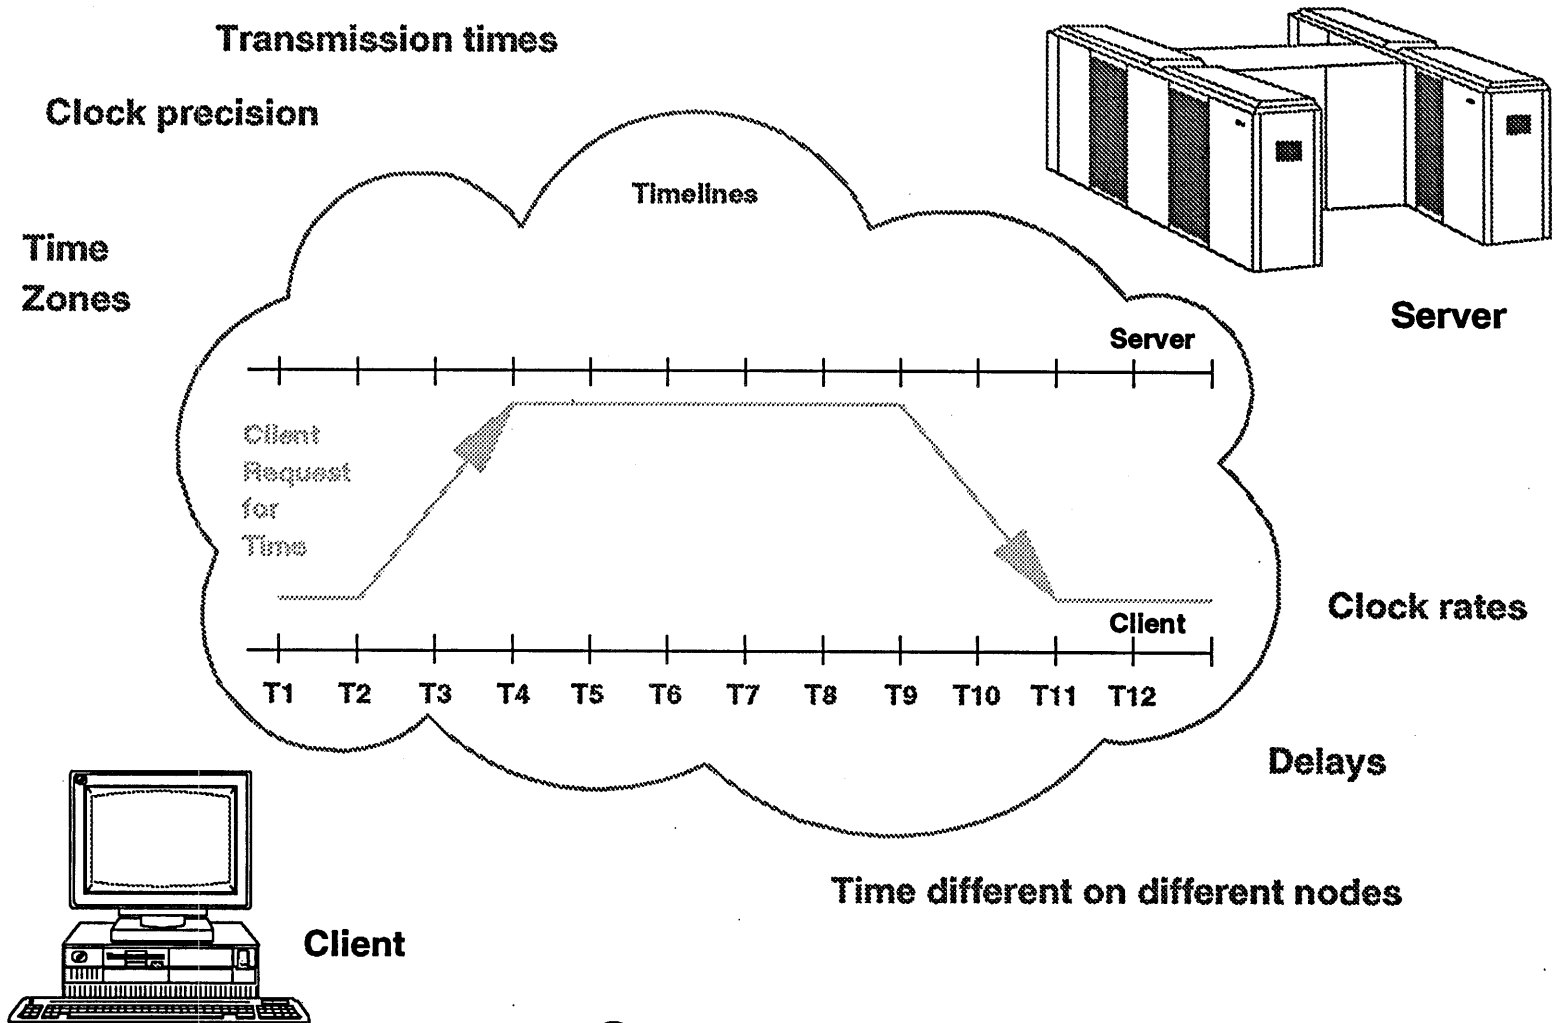 Transmission times
Clock precision
Timelines
Time
Zones
Server
Server
Client
Request
for
Time
Clock rates
Client
T1 T2 T3 T4 T5 T6 T7 T8 T9 T10 T11 T12
Delays
Time different on different nodes
Client